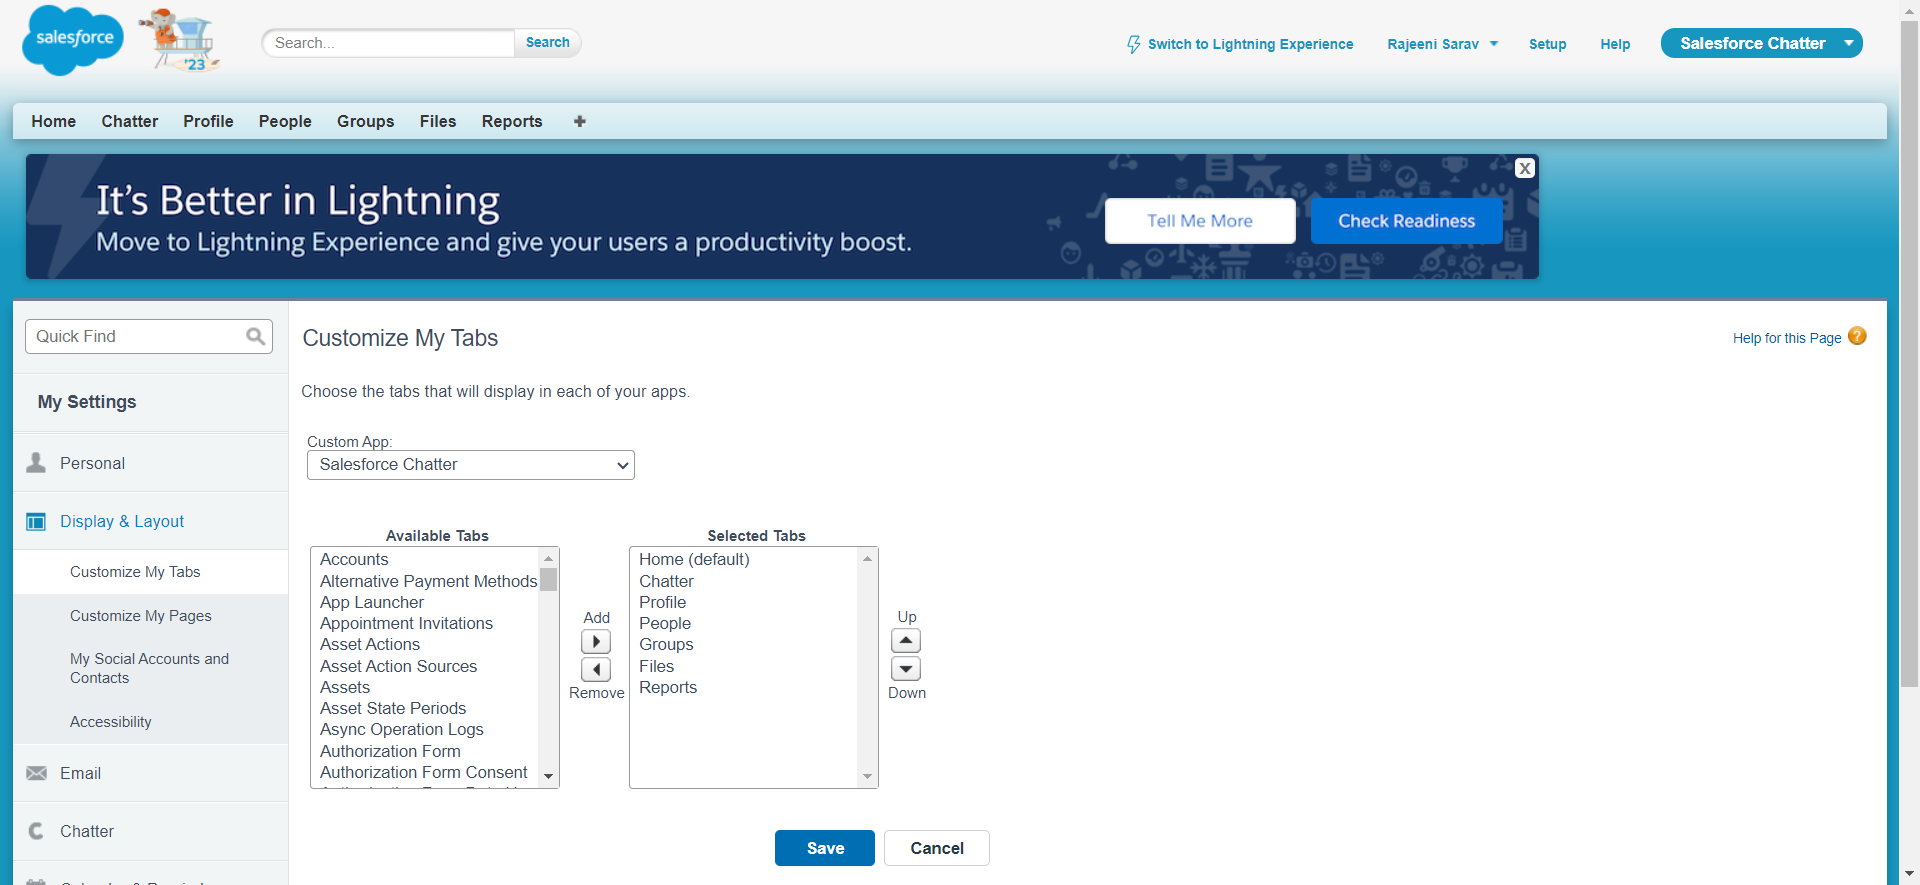 salesforce
'23
Search...
Search
Switch to Lightning Experience
Rajeeni Sarav
Setup
Help
Salesforce Chatter
Home
Chatter
Profile
People
Groups
Files
Reports
+
It's Better in Lightning
Move to Lightning Experience and give your users a productivity boost.
Tell Me More
Check Readiness
X
Quick Find
My Settings
Personal
Display & Layout
Customize My Tabs
Customize My Pages
My Social Accounts and
Contacts
Accessibility
Email
Chatter
Customize My Tabs
Help for this Page
?
Choose the tabs that will display in each of your apps.
Custom App:
Salesforce Chatter
Available Tabs
Accounts
Alternative Payment Methods
App Launcher
Appointment Invitations
Asset Actions
Asset Action Sources
Assets
Asset State Periods
Async Operation Logs
Authorization Form
Authorization Form Consent
Add
Remove
Selected Tabs
Home (default)
Chatter
Profile
People
Groups
Files
Reports
Up
Down
Save
Cancel